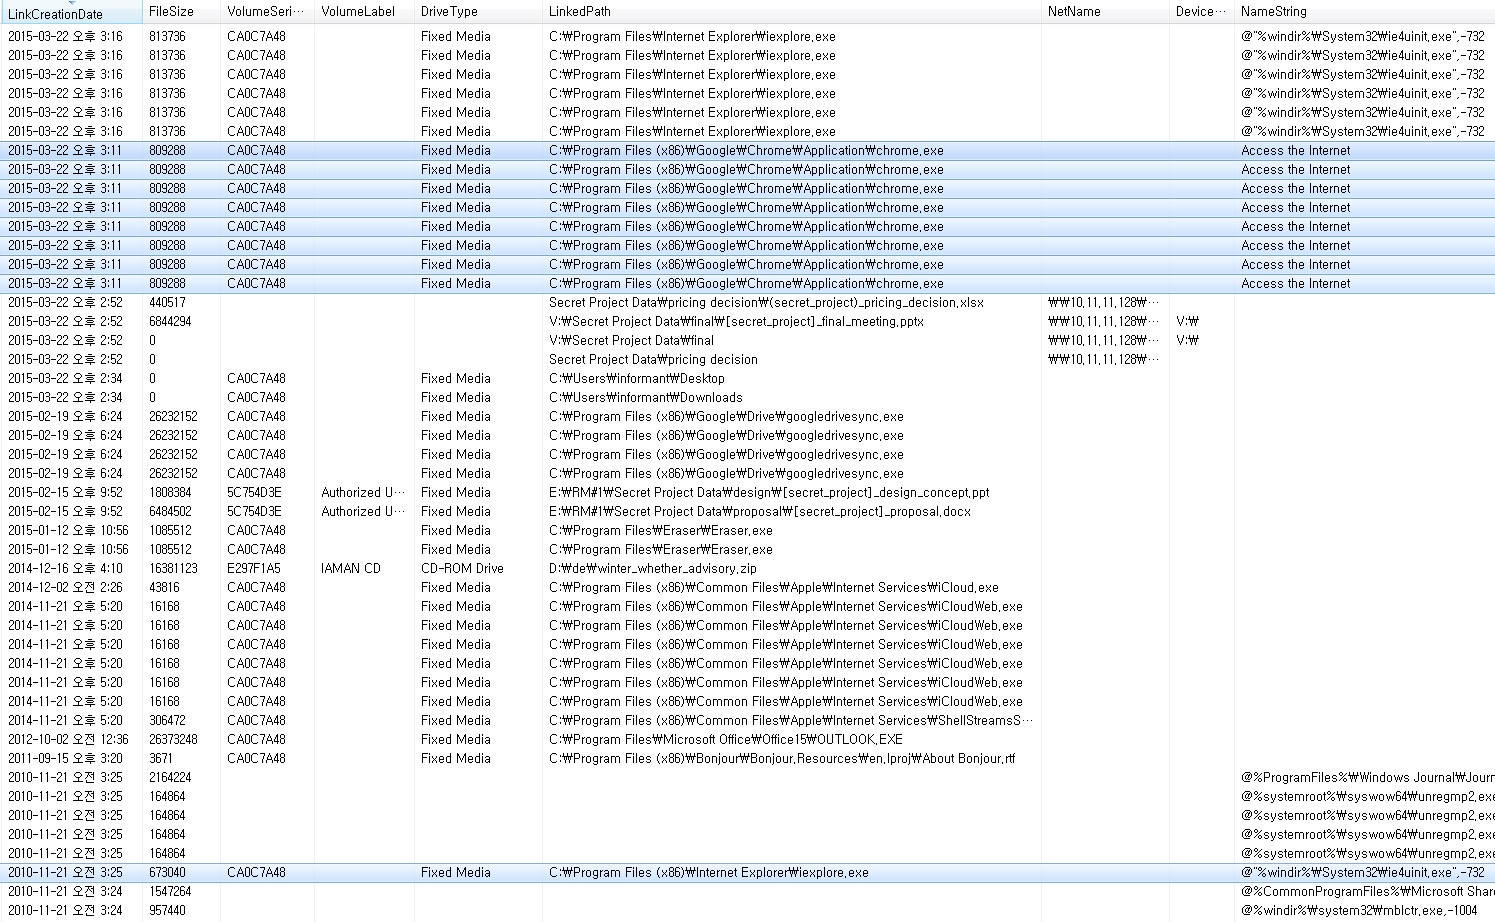 LinkCreationDate FileSize VolumeSeri… VolumeLabel DriveType LinkedPath NetName Device… NameString
2015-03-22 오후 3:16 813736 CA0C7A48 Fixed Media C:₩Program Files₩Internet Explorer₩iexplore.exe @"%windir%₩System32₩ie4uinit.exe",-732
2015-03-22 오후 3:16 813736 CA0C7A48 Fixed Media C:₩Program Files₩Internet Explorer₩iexplore.exe @"%windir%₩System32₩ie4uinit.exe",-732
2015-03-22 오후 3:16 813736 CA0C7A48 Fixed Media C:₩Program Files₩Internet Explorer₩iexplore.exe @"%windir%₩System32₩ie4uinit.exe",-732
2015-03-22 오후 3:16 813736 CA0C7A48 Fixed Media C:₩Program Files₩Internet Explorer₩iexplore.exe @"%windir%₩System32₩ie4uinit.exe",-732
2015-03-22 오후 3:16 813736 CA0C7A48 Fixed Media C:₩Program Files₩Internet Explorer₩iexplore.exe @"%windir%₩System32₩ie4uinit.exe",-732
2015-03-22 오후 3:16 813736 CA0C7A48 Fixed Media C:₩Program Files₩Internet Explorer₩iexplore.exe @"%windir%₩System32₩ie4uinit.exe",-732
2015-03-22 오후 3:11 809288 CA0C7A48 Fixed Media C:₩Program Files (x86)₩Google₩Chrome₩Application₩chrome.exe Access the Internet
2015-03-22 오후 3:11 809288 CA0C7A48 Fixed Media C:₩Program Files (x86)₩Google₩Chrome₩Application₩chrome.exe Access the Internet
2015-03-22 오후 3:11 809288 CA0C7A48 Fixed Media C:₩Program Files (x86)₩Google₩Chrome₩Application₩chrome.exe Access the Internet
2015-03-22 오후 3:11 809288 CA0C7A48 Fixed Media C:₩Program Files (x86)₩Google₩Chrome₩Application₩chrome.exe Access the Internet
2015-03-22 오후 3:11 809288 CA0C7A48 Fixed Media C:₩Program Files (x86)₩Google₩Chrome₩Application₩chrome.exe Access the Internet
2015-03-22 오후 3:11 809288 CA0C7A48 Fixed Media C:₩Program Files (x86)₩Google₩Chrome₩Application₩chrome.exe Access the Internet
2015-03-22 오후 3:11 809288 CA0C7A48 Fixed Media C:₩Program Files (x86)₩Google₩Chrome₩Application₩chrome.exe Access the Internet
2015-03-22 오후 3:11 809288 CA0C7A48 Fixed Media C:₩Program Files (x86)₩Google₩Chrome₩Application₩chrome.exe Access the Internet
2015-03-22 오후 2:52 440517 Secret Project Data₩pricing decision₩(secret_project)_pricing_decision.xlsx ₩₩10.11.11.128₩…
2015-03-22 오후 2:52 6844294 V:₩Secret Project Data₩final₩[secret_project]_final_meeting.pptx ₩₩10.11.11.128₩… V:₩
2015-03-22 오후 2:52 0 V:₩Secret Project Data₩final ₩₩10.11.11.128₩… V:₩
2015-03-22 오후 2:52 0 Secret Project Data₩pricing decision ₩₩10.11.11.128₩…
2015-03-22 오후 2:34 0 CA0C7A48 Fixed Media C:₩Users₩informant₩Desktop
2015-03-22 오후 2:34 0 CA0C7A48 Fixed Media C:₩Users₩informant₩Downloads
2015-02-19 오후 6:24 26232152 CA0C7A48 Fixed Media C:₩Program Files (x86)₩Google₩Drive₩googledrivesync.exe
2015-02-19 오후 6:24 26232152 CA0C7A48 Fixed Media C:₩Program Files (x86)₩Google₩Drive₩googledrivesync.exe
2015-02-19 오후 6:24 26232152 CA0C7A48 Fixed Media C:₩Program Files (x86)₩Google₩Drive₩googledrivesync.exe
2015-02-19 오후 6:24 26232152 CA0C7A48 Fixed Media C:₩Program Files (x86)₩Google₩Drive₩googledrivesync.exe
2015-02-15 오후 9:52 1808384 5C754D3E Authorized U… Fixed Media E:₩RM#1₩Secret Project Data₩design₩[secret_project]_design_concept.ppt
2015-02-15 오후 9:52 6484502 5C754D3E Authorized U… Fixed Media E:₩RM#1₩Secret Project Data₩proposal₩[secret_project]_proposal.docx
2015-01-12 오후 10:56 1085512 CA0C7A48 Fixed Media C:₩Program Files₩Eraser₩Eraser.exe
2015-01-12 오후 10:56 1085512 CA0C7A48 Fixed Media C:₩Program Files₩Eraser₩Eraser.exe
2014-12-16 오후 4:10 16381123 E297F1A5 IAMAN CD CD-ROM Drive D:₩de₩winter_whether_advisory.zip
2014-12-02 오전 2:26 43816 CA0C7A48 Fixed Media C:₩Program Files (x86)₩Common Files₩Apple₩Internet Services₩iCloud.exe
2014-11-21 오후 5:20 16168 CA0C7A48 Fixed Media C:₩Program Files (x86)₩Common Files₩Apple₩Internet Services₩iCloudWeb.exe
2014-11-21 오후 5:20 16168 CA0C7A48 Fixed Media C:₩Program Files (x86)₩Common Files₩Apple₩Internet Services₩iCloudWeb.exe
2014-11-21 오후 5:20 16168 CA0C7A48 Fixed Media C:₩Program Files (x86)₩Common Files₩Apple₩Internet Services₩iCloudWeb.exe
2014-11-21 오후 5:20 16168 CA0C7A48 Fixed Media C:₩Program Files (x86)₩Common Files₩Apple₩Internet Services₩iCloudWeb.exe
2014-11-21 오후 5:20 16168 CA0C7A48 Fixed Media C:₩Program Files (x86)₩Common Files₩Apple₩Internet Services₩iCloudWeb.exe
2014-11-21 오후 5:20 16168 CA0C7A48 Fixed Media C:₩Program Files (x86)₩Common Files₩Apple₩Internet Services₩iCloudWeb.exe
2014-11-21 오후 5:20 306472 CA0C7A48 Fixed Media C:₩Program Files (x86)₩Common Files₩Apple₩Internet Services₩ShellStreamsS…
2012-10-02 오전 12:36 26373248 CA0C7A48 Fixed Media C:₩Program Files₩Microsoft Office₩Office15₩OUTLOOK.EXE
2011-09-15 오후 3:20 3671 CA0C7A48 Fixed Media C:₩Program Files (x86)₩Bonjour₩Bonjour.Resources₩en.lproj₩About Bonjour.rtf
2010-11-21 오전 3:25 2164224 @%ProgramFiles%₩Windows Journal₩Journ
2010-11-21 오전 3:25 164864 @%systemroot%₩syswow64₩unregmp2.exe
2010-11-21 오전 3:25 164864 @%systemroot%₩syswow64₩unregmp2.exe
2010-11-21 오전 3:25 164864 @%systemroot%₩syswow64₩unregmp2.exe
2010-11-21 오전 3:25 164864 @%systemroot%₩syswow64₩unregmp2.exe
2010-11-21 오전 3:25 673040 CA0C7A48 Fixed Media C:₩Program Files (x86)₩Internet Explorer₩iexplore.exe @"%windir%₩System32₩ie4uinit.exe",-732
2010-11-21 오전 3:24 1547264 @%CommonProgramFiles%₩Microsoft Share
2010-11-21 오전 3:24 957440 @%windir%₩system32₩mblctr.exe,-1004